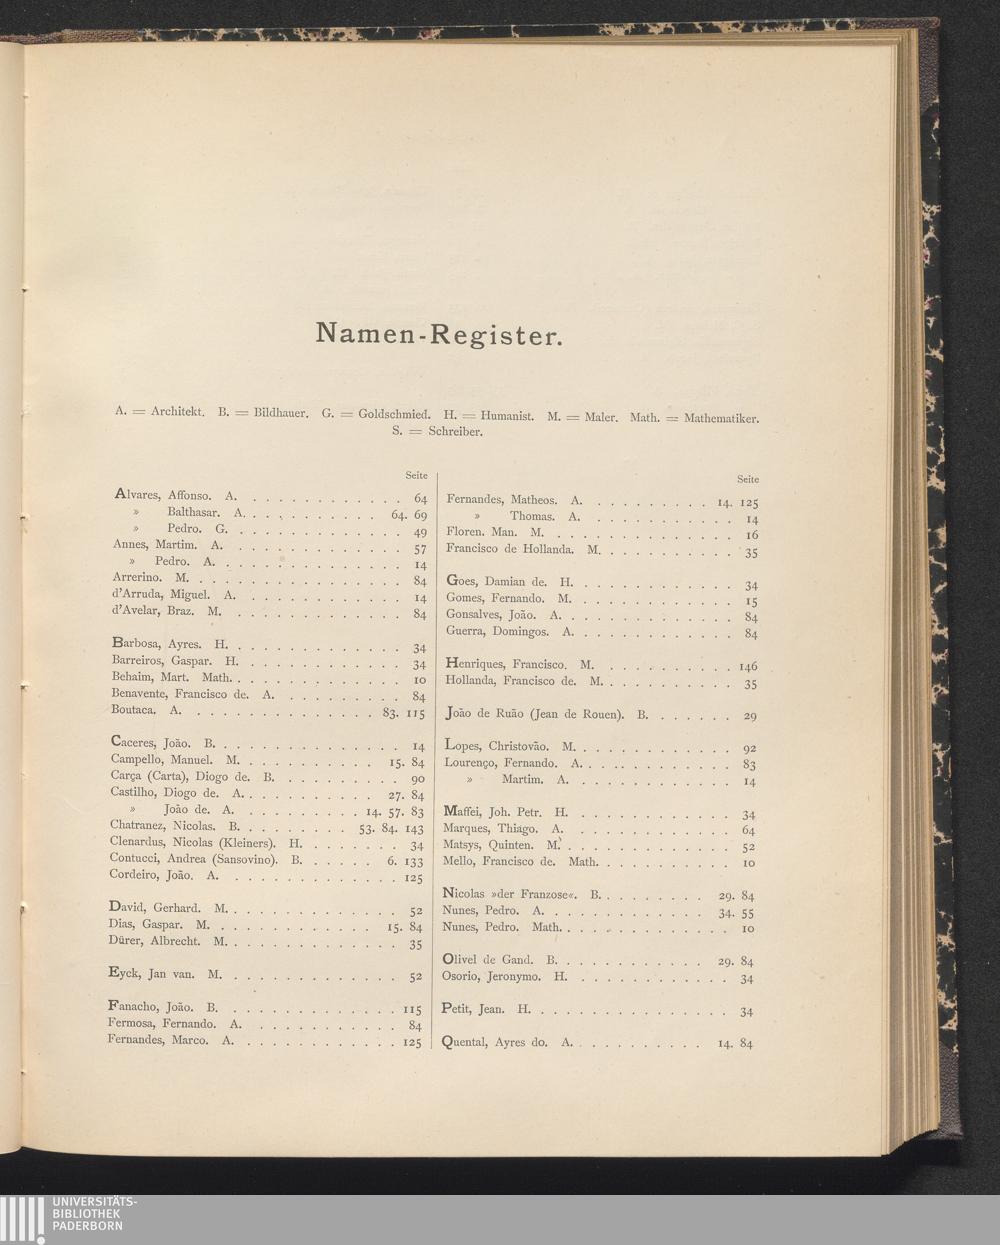 Namen-Register.
A. = Architekt. B. = Bildhauer. G. = Goldschmied. H. = Humanist. M. = Maler. Math. = Mathematiker.
S. = Schreiber.
Seite
Alvares, Affonso. A. . . . . . . . . . . . . 64
» Balthasar. A. . . . . . . . . . . . 64. 69
» Pedro. G. . . . . . . . . . . . . . . 49
Annes, Martim. A. . . . . . . . . . . . . . . 57
» Pedro. A. . . . . . . . . . . . . . . . 14
Arrerino. M. . . . . . . . . . . . . . . . . . 84
d'Arruda, Miguel. A. . . . . . . . . . . . . 14
d'Avelar, Braz. M. . . . . . . . . . . . . . . 84
Barbosa, Ayres. H. . . . . . . . . . . . . . . 34
Barreiros, Gaspar. H. . . . . . . . . . . . . . 34
Behaim, Mart. Math. . . . . . . . . . . . . . . 10
Benavente, Francisco de. A. . . . . . . . . . 84
Boutaca. A. . . . . . . . . . . . . . . . 83. 115
Caceres, João. B. . . . . . . . . . . . . . . . 14
Campello, Manuel. M. . . . . . . . . . . . 15. 84
Carça (Carta), Diogo de. B. . . . . . . . . . 90
Castilho, Diogo de. A. . . . . . . . . . . 27. 84
» João de. A. . . . . . . . . . . 14. 57. 83
Chatranez, Nicolas. B. . . . . . . . . 53. 84. 143
Clenardus, Nicolas (Kleiners). H. . . . . . . . 34
Contucci, Andrea (Sansovino). B. . . . . . 6. 133
Cordeiro, João. A. . . . . . . . . . . . . . 125
David, Gerhard. M. . . . . . . . . . . . . . . 52
Dias, Gaspar. M. . . . . . . . . . . . . . 15. 84
Dürer, Albrecht. M. . . . . . . . . . . . . . . 35
Eyck, Jan van. M. . . . . . . . . . . . . . . 52
Fanacho, João. B. . . . . . . . . . . . . . . 115
Fermosa, Fernando. A. . . . . . . . . . . . . 84
Fernandes, Marco. A. . . . . . . . . . . . . . 125
Seite
Fernandes, Matheos. A. . . . . . . . . . 14. 125
» Thomas. A. . . . . . . . . . . . 14
Floren. Man. M. . . . . . . . . . . . . . . . 16
Francisco de Hollanda. M. . . . . . . . . . . 35
Goes, Damian de. H. . . . . . . . . . . . . . 34
Gomes, Fernando. M. . . . . . . . . . . . . . 15
Gonsalves, João. A. . . . . . . . . . . . . . . 84
Guerra, Domingos. A. . . . . . . . . . . . . . 84
Henriques, Francisco. M. . . . . . . . . . . 146
Hollanda, Francisco de. M. . . . . . . . . . . 35
João de Ruão (Jean de Rouen). B. . . . . . . 29
Lopes, Christovão. M. . . . . . . . . . . . . . 92
Lourenço, Fernando. A. . . . . . . . . . . . . 83
» Martim. A. . . . . . . . . . . . . . 14
Maffei, Joh. Petr. H. . . . . . . . . . . . . . 34
Marques, Thiago. A. . . . . . . . . . . . . . . 64
Matsys, Quinten. M. . . . . . . . . . . . . . . 52
Mello, Francisco de. Math. . . . . . . . . . . . 10
Nicolas »der Franzose«. B. . . . . . . . . 29. 84
Nunes, Pedro. A. . . . . . . . . . . . . . 34. 55
Nunes, Pedro. Math. . . . . . . . . . . . . . . 10
Olivel de Gand. B. . . . . . . . . . . . . 29. 84
Osorio, Jeronymo. H. . . . . . . . . . . . . . 34
Petit, Jean. H. . . . . . . . . . . . . . . . . 34
Quental, Ayres do. A. . . . . . . . . . . 14. 84
UNIVERSITÄTS-
BIBLIOTHEK
PADERBORN